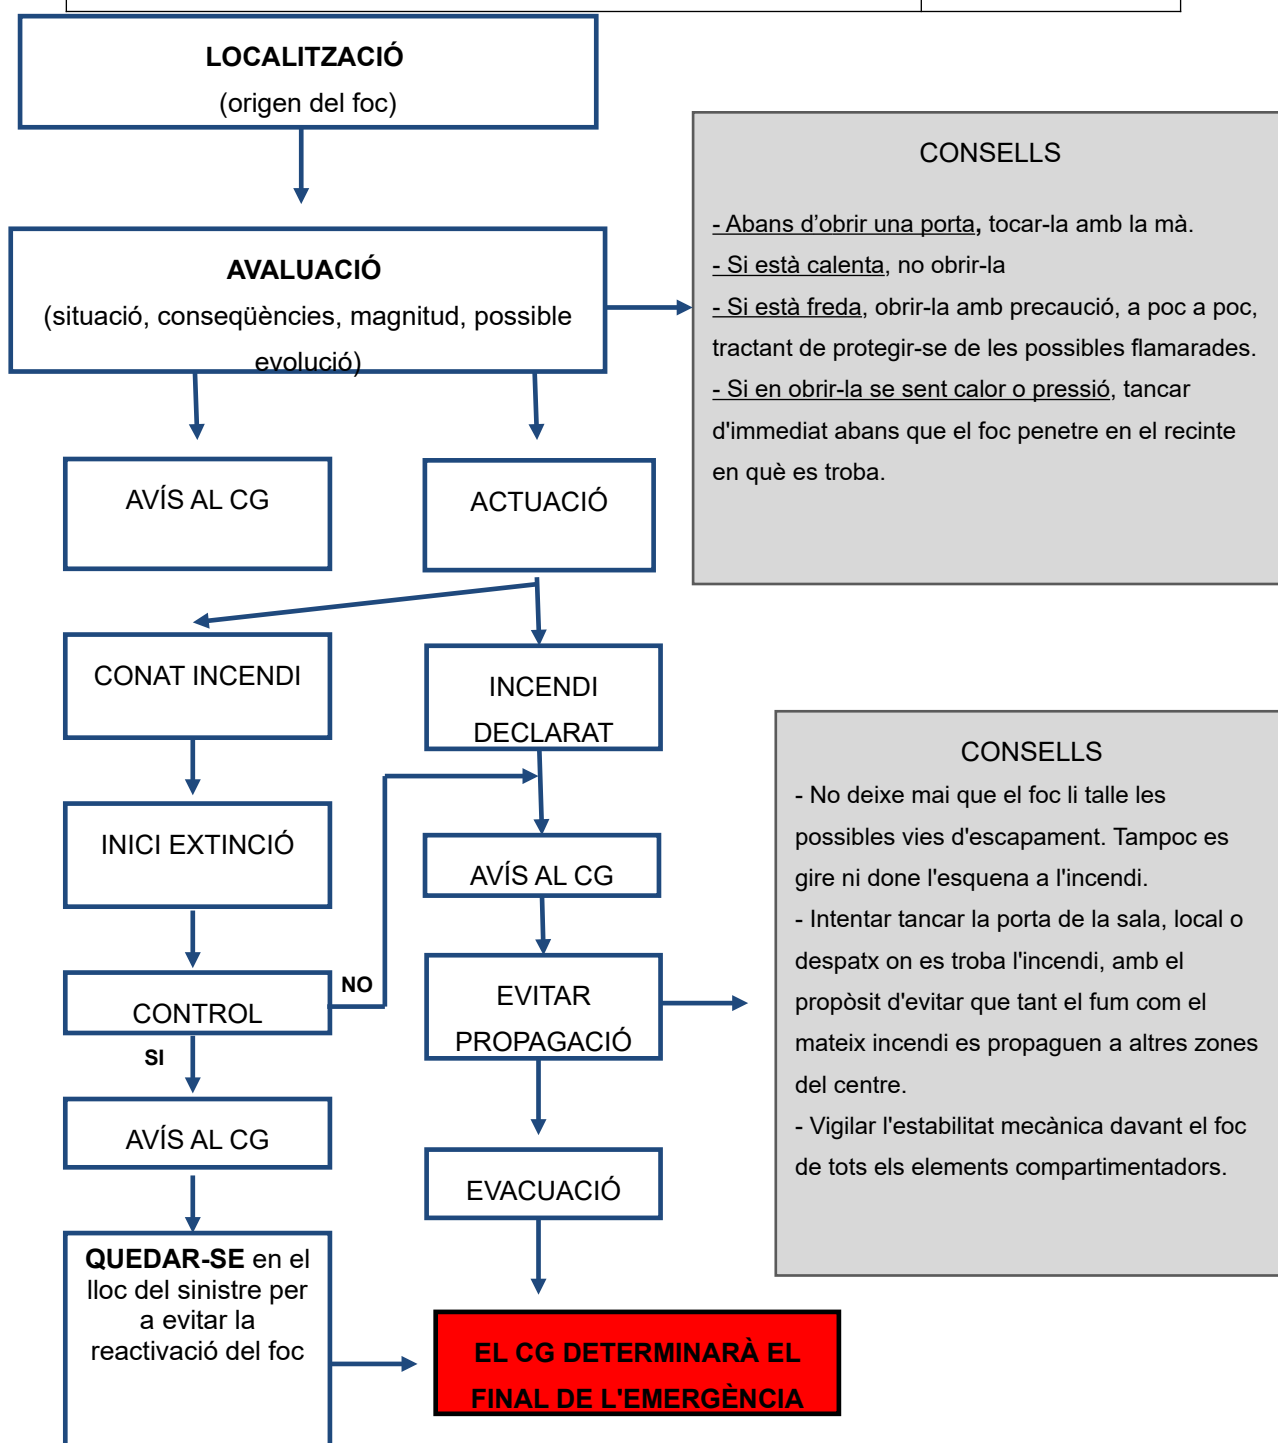 LOCALITZACIÓ
(origen del foc)
CONSELLS
- Abans d’obrir una porta, tocar-la amb la mà.
- Si està calenta, no obrir-la
- Si està freda, obrir-la amb precaució, a poc a poc,
tractant de protegir-se de les possibles flamarades.
- Si en obrir-la se sent calor o pressió, tancar
d'immediat abans que el foc penetre en el recinte
en què es troba.
AVALUACIÓ
(situació, conseqüències, magnitud, possible
evolució)
AVÍS AL CG
ACTUACIÓ
CONAT INCENDI
INCENDI
DECLARAT
INICI EXTINCIÓ
AVÍS AL CG
CONTROL
NO
SI
EVITAR
PROPAGACIÓ
CONSELLS
- No deixe mai que el foc li talle les
possibles vies d'escapament. Tampoc es
gire ni done l'esquena a l'incendi.
- Intentar tancar la porta de la sala, local o
despatx on es troba l'incendi, amb el
propòsit d'evitar que tant el fum com el
mateix incendi es propaguen a altres zones
del centre.
- Vigilar l'estabilitat mecànica davant el foc
de tots els elements compartimentadors.
AVÍS AL CG
EVACUACIÓ
QUEDAR-SE en el
lloc del sinistre per
a evitar la
reactivació del foc
EL CG DETERMINARÀ EL
FINAL DE L'EMERGÈNCIA